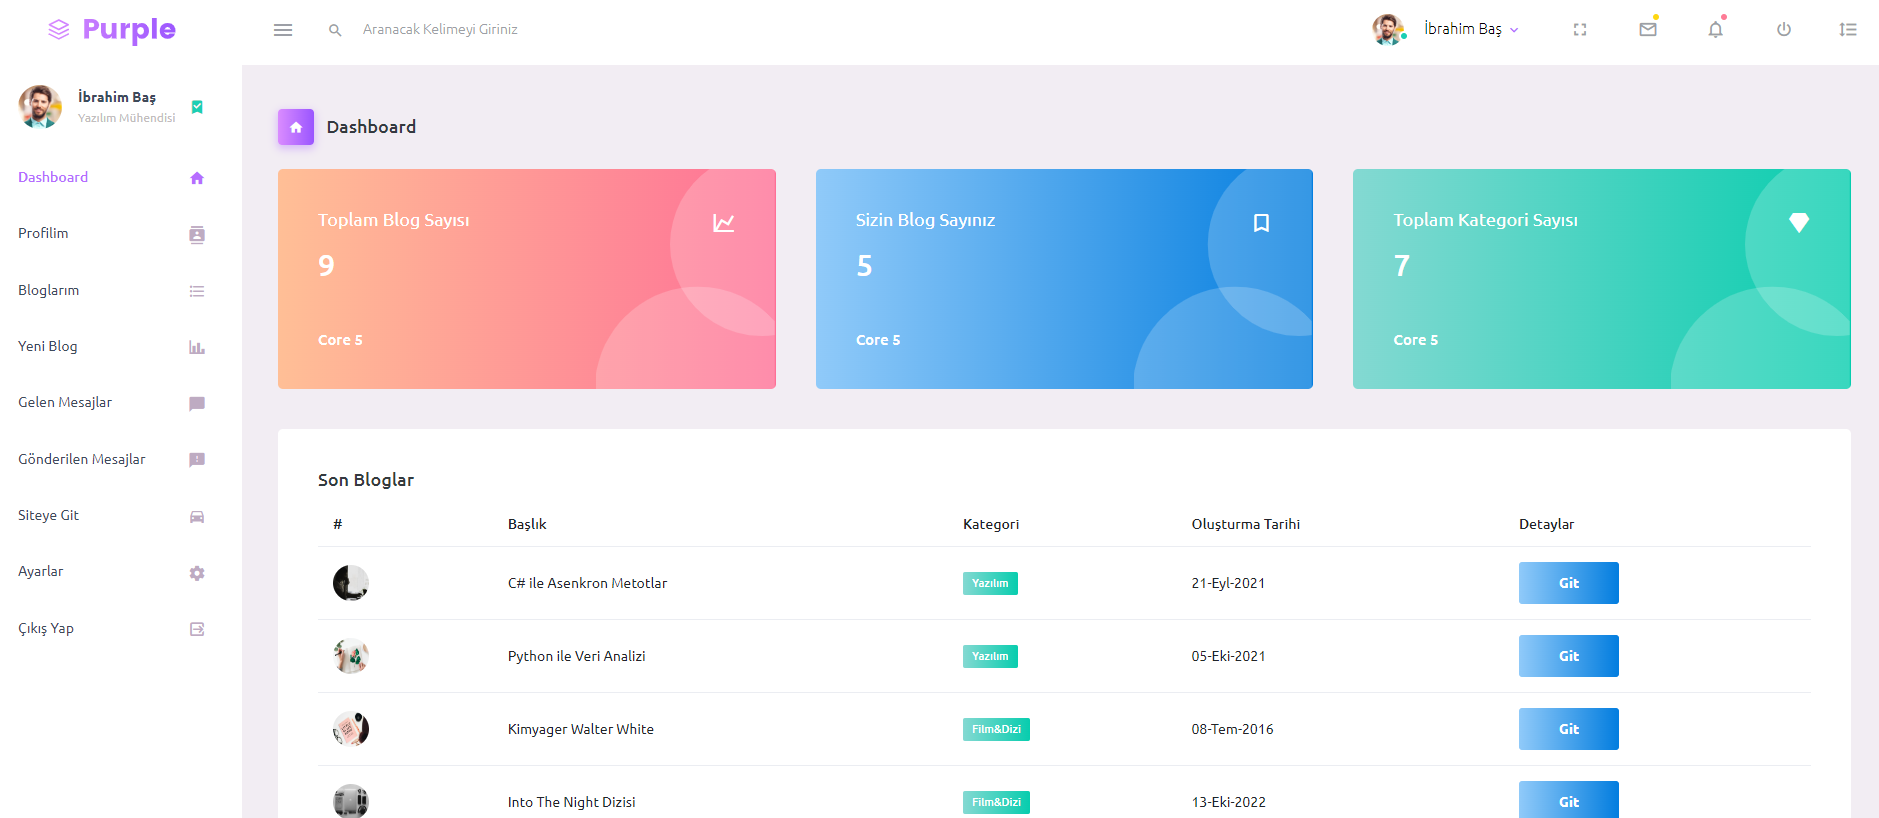 Purple
Aranacak Kelimeyi Giriniz
İbrahim Baş
İbrahim Baş
Yazılım Mühendisi
Dashboard
Profilim
Bloglarım
Yeni Blog
Gelen Mesajlar
Gönderilen Mesajlar
Siteye Git
Ayarlar
Çıkış Yap
Dashboard
Toplam Blog Sayısı
9
Core 5
Sizin Blog Sayınız
5
Core 5
Toplam Kategori Sayısı
7
Core 5
Son Bloglar
# Başlık Kategori Oluşturma Tarihi Detaylar
C# ile Asenkron Metotlar Yazılım 21-Eyl-2021 Git
Python ile Veri Analizi Yazılım 05-Eki-2021 Git
Kimyager Walter White Film&Dizi 08-Tem-2016 Git
Into The Night Dizisi Film&Dizi 13-Eki-2022 Git